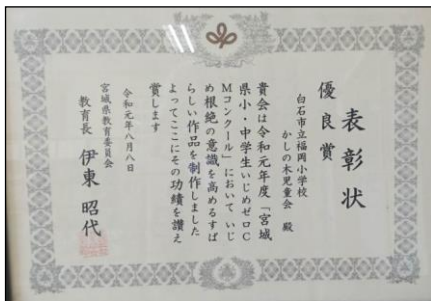 表彰状
優良賞
白石市立福岡小学校
かしの木児童会 殿
貴会は令和元年度「宮城
県小・中学生いじめゼロC
Mコンクール」において いじ
め根絶の意識を高めるすば
らしい作品を制作しました
よってここにその功績を讃え
賞します
令和元年八月八日
宮城県教育委員会
教育長 伊東 昭代